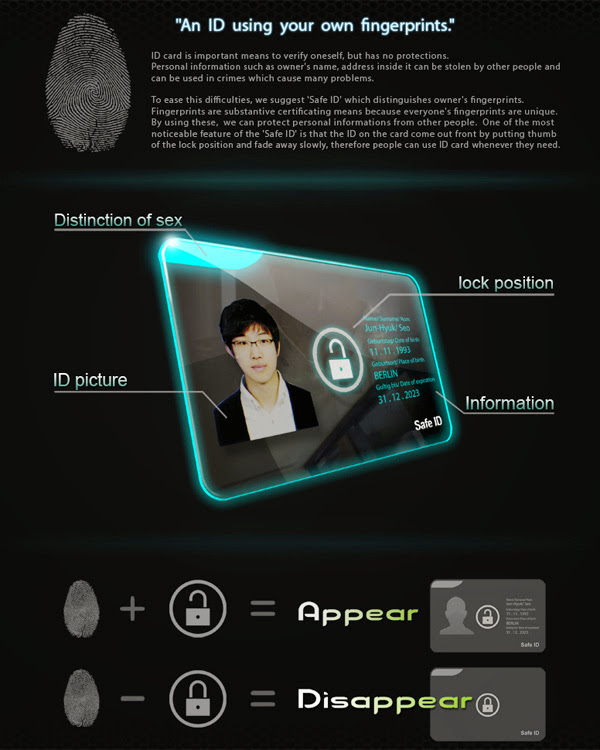 "An ID using your own fingerprints."
ID card is important means to verify oneself, but has no protections.
Personal information such as owner's name, address inside it can be stolen by other people and
can be used in crimes which cause many problems.
To ease this difficulties, we suggest 'Safe ID' which distinguishes owner's fingerprints.
Fingerprints are substantive certificating means because everyone's fingerprints are unique.
By using these, we can protect personal informations from other people. One of the most
noticeable feature of the 'Safe ID' is that the ID on the card come out front by putting thumb
of the lock position and fade away slowly, therefore people can use ID card whenever they need.
Distinction of sex
lock position
Name/ Surname/ Nom
Jun-Hyuk/ Seo
Geburtstag/ Date of birth
11 . 11 . 1993
Geburtsort/ Place of birth
BERLIN
Gultig bis/ Date of expiration
31 . 12 . 2023
ID picture
Information
Safe ID
Appear
Jun-Hyuk/ Seo
11 . 11 . 1993
BERLIN
31 . 12 . 2023
Safe ID
Disappear
Safe ID